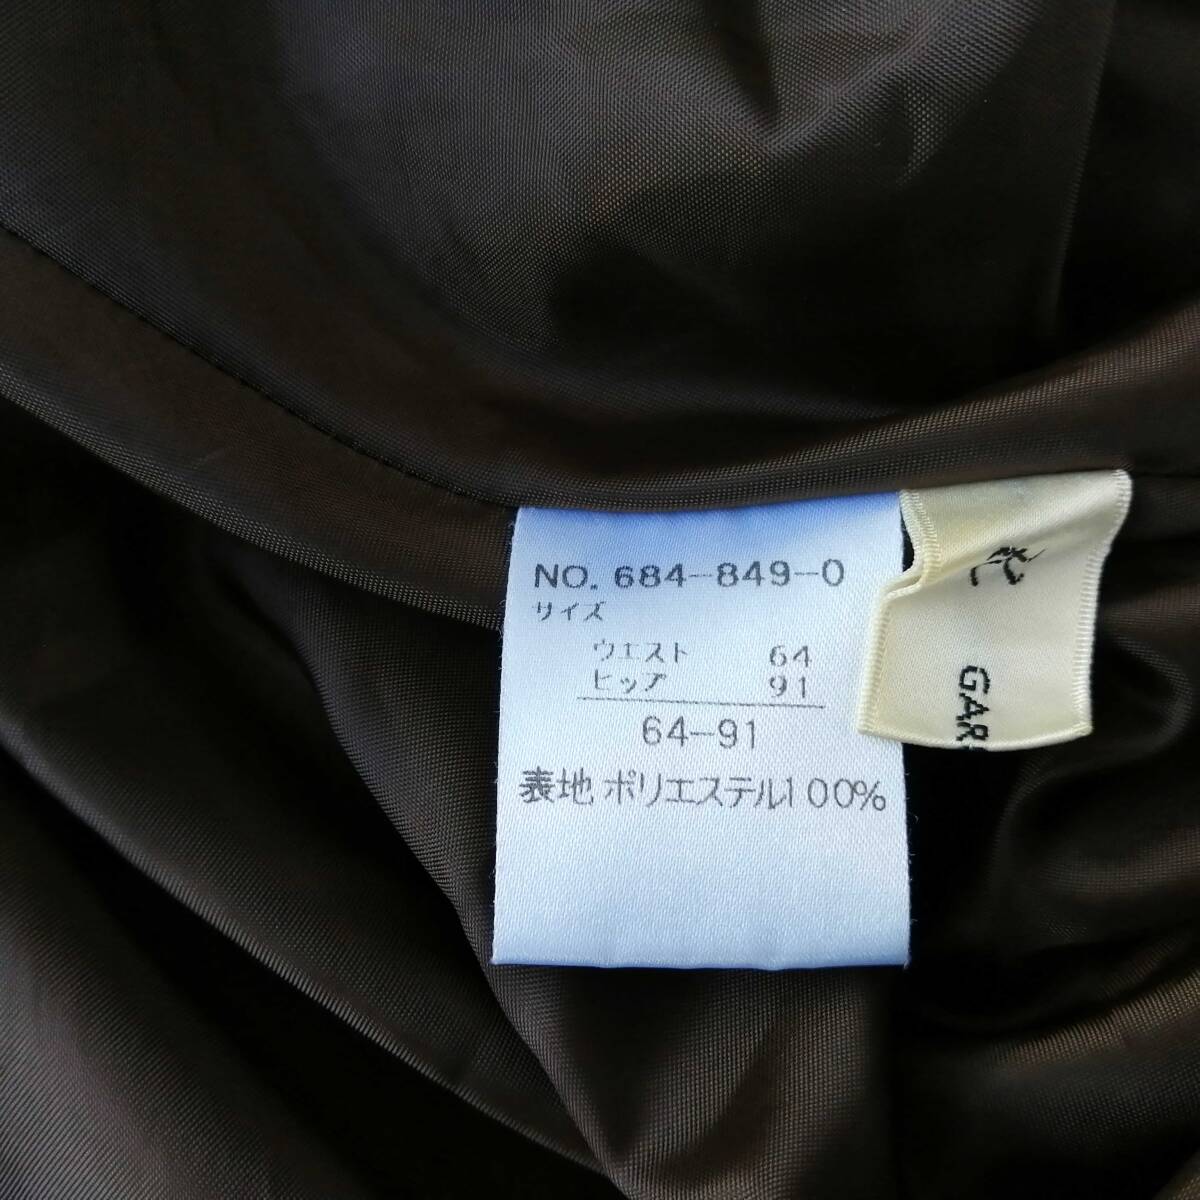 NO. 684-849-0
サイズ
ウエスト 64
ヒップ 91
64-91
表地 ポリエステル100%
GAR